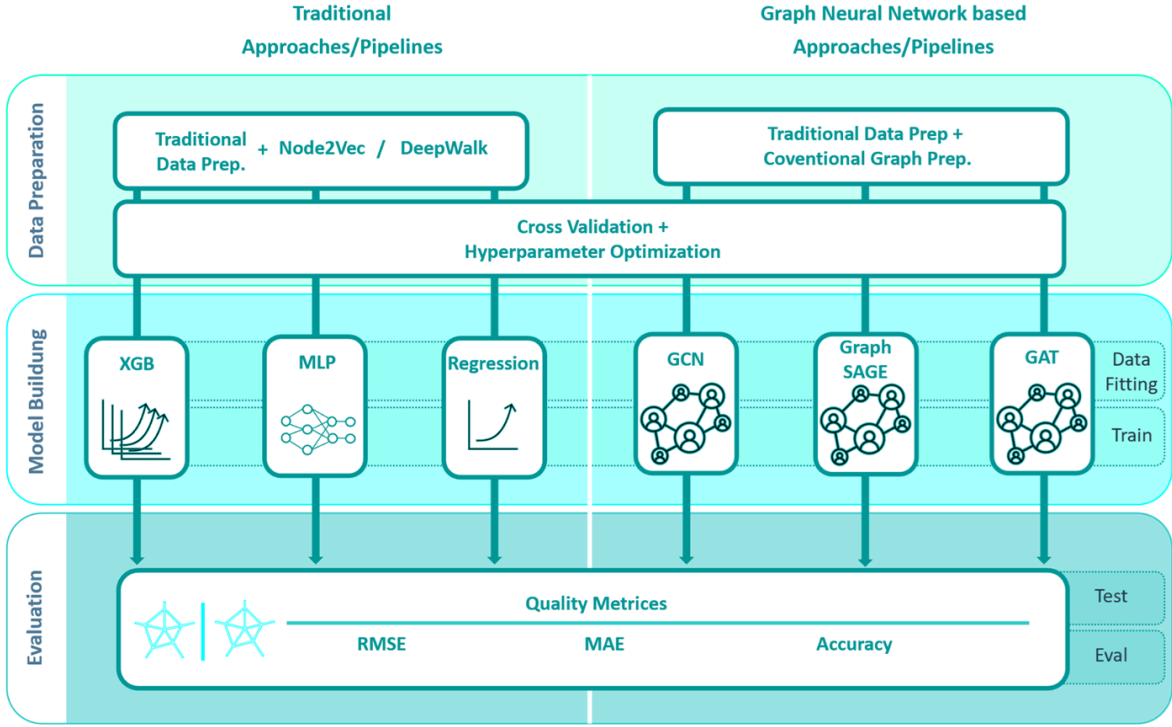 Traditional
Approaches/Pipelines
Graph Neural Network based
Approaches/Pipelines
Data Preparation
Traditional
Data Prep.
+ Node2Vec / DeepWalk
Traditional Data Prep +
Coventional Graph Prep.
Cross Validation +
Hyperparameter Optimization
Model Buildung
XGB
MLP
Regression
GCN
Graph
SAGE
GAT
Data
Fitting
Train
Evaluation
Quality Metrices
RMSE
MAE
Accuracy
Test
Eval